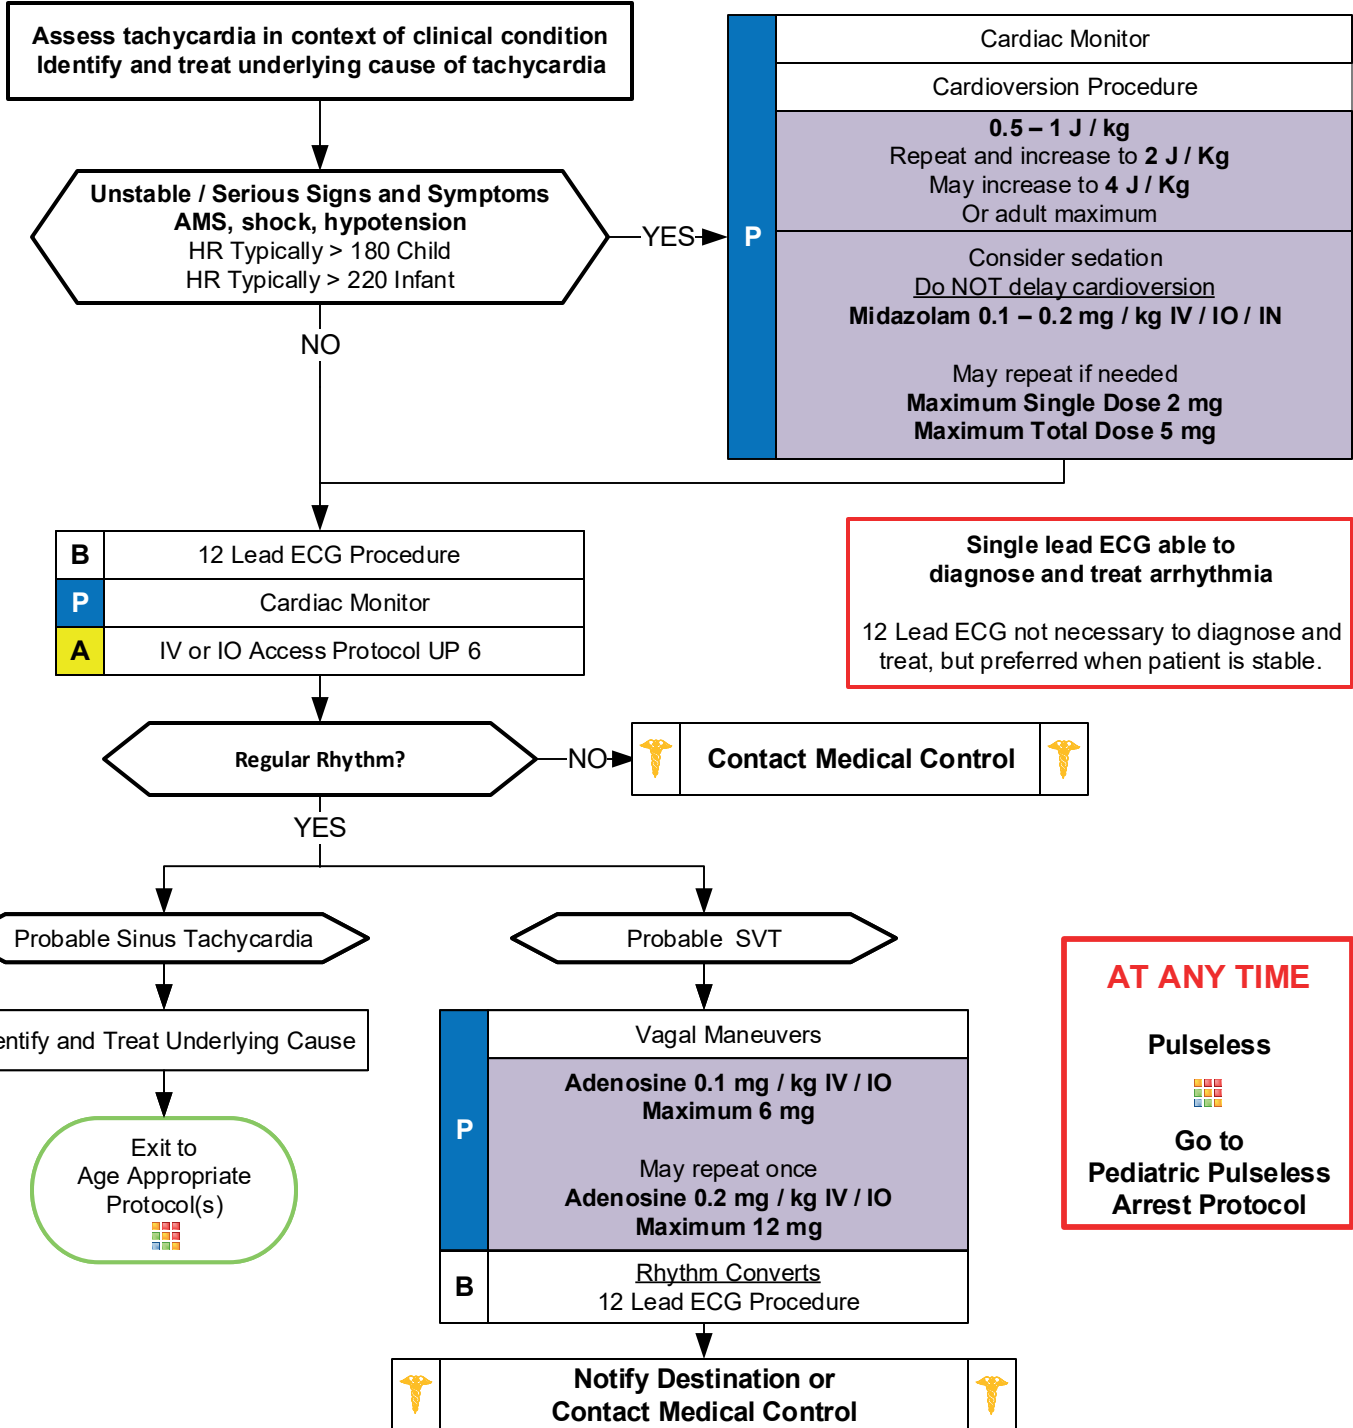 Assess tachycardia in context of clinical condition
Identify and treat underlying cause of tachycardia
Unstable / Serious Signs and Symptoms
AMS, shock, hypotension
HR Typically > 180 Child
HR Typically > 220 Infant
YES
NO
P
Cardiac Monitor
Cardioversion Procedure
0.5 – 1 J / kg
Repeat and increase to 2 J / Kg
May increase to 4 J / Kg
Or adult maximum
Consider sedation
Do NOT delay cardioversion
Midazolam 0.1 – 0.2 mg / kg IV / IO / IN
May repeat if needed
Maximum Single Dose 2 mg
Maximum Total Dose 5 mg
B 12 Lead ECG Procedure
P Cardiac Monitor
A IV or IO Access Protocol UP 6
Single lead ECG able to
diagnose and treat arrhythmia
12 Lead ECG not necessary to diagnose and
treat, but preferred when patient is stable.
Regular Rhythm?
NO
Contact Medical Control
YES
Probable Sinus Tachycardia
entify and Treat Underlying Cause
Exit to
Age Appropriate
Protocol(s)
Probable SVT
P
Vagal Maneuvers
Adenosine 0.1 mg / kg IV / IO
Maximum 6 mg
May repeat once
Adenosine 0.2 mg / kg IV / IO
Maximum 12 mg
B
Rhythm Converts
12 Lead ECG Procedure
Notify Destination or
Contact Medical Control
AT ANY TIME
Pulseless
Go to
Pediatric Pulseless
Arrest Protocol